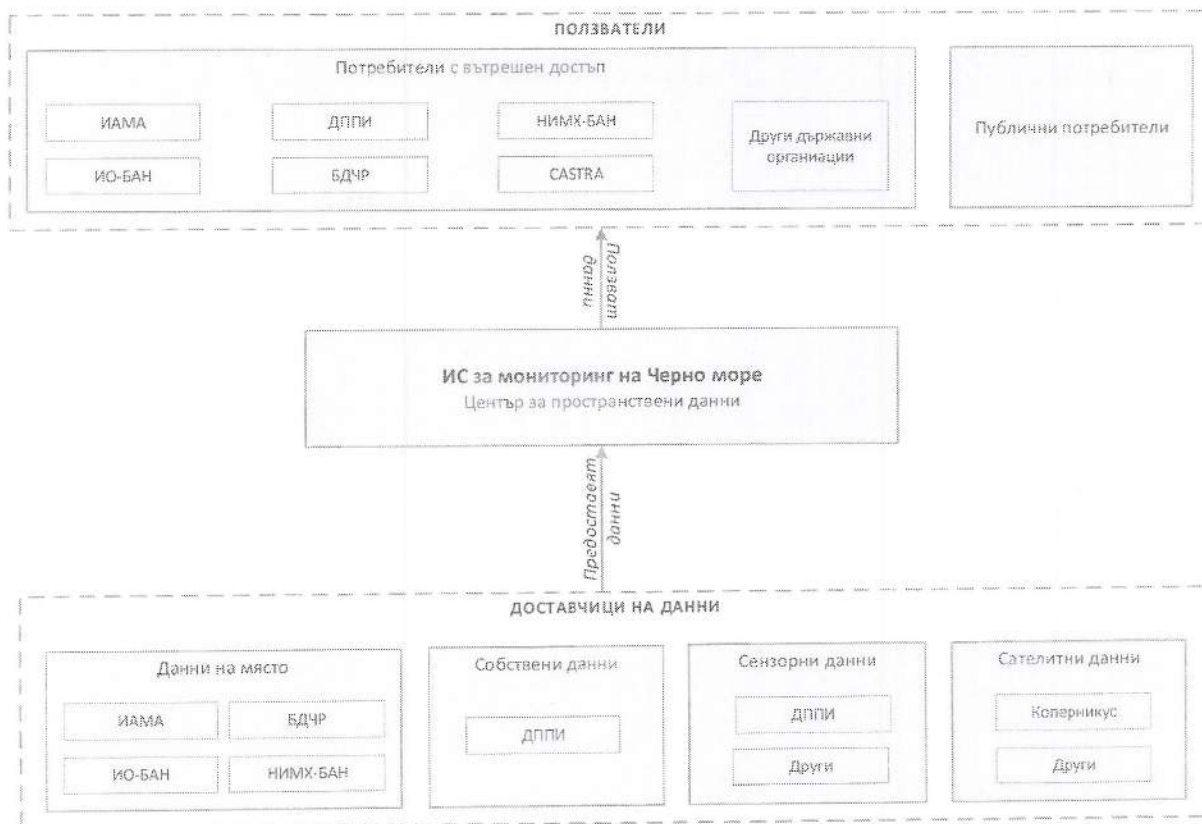 ПОЛЗВАТЕЛИ
Потребители с вътрешен достъп
ИАМА
ДППИ
НИМХ-БАН
Други държавни
органиации
ИО-БАН
БДЧР
CASTRA
Публични потребители
Ползват
данни
ИС за мониторинг на Черно море
Център за пространствени данни
Предоставят
данни
ДОСТАВЧИЦИ НА ДАННИ
Данни на място
ИАМА
БДЧР
ИО-БАН
НИМХ-БАН
Собствени данни
ДППИ
Сензорни данни
ДППИ
Други
Сателитни данни
Коперникус
Други